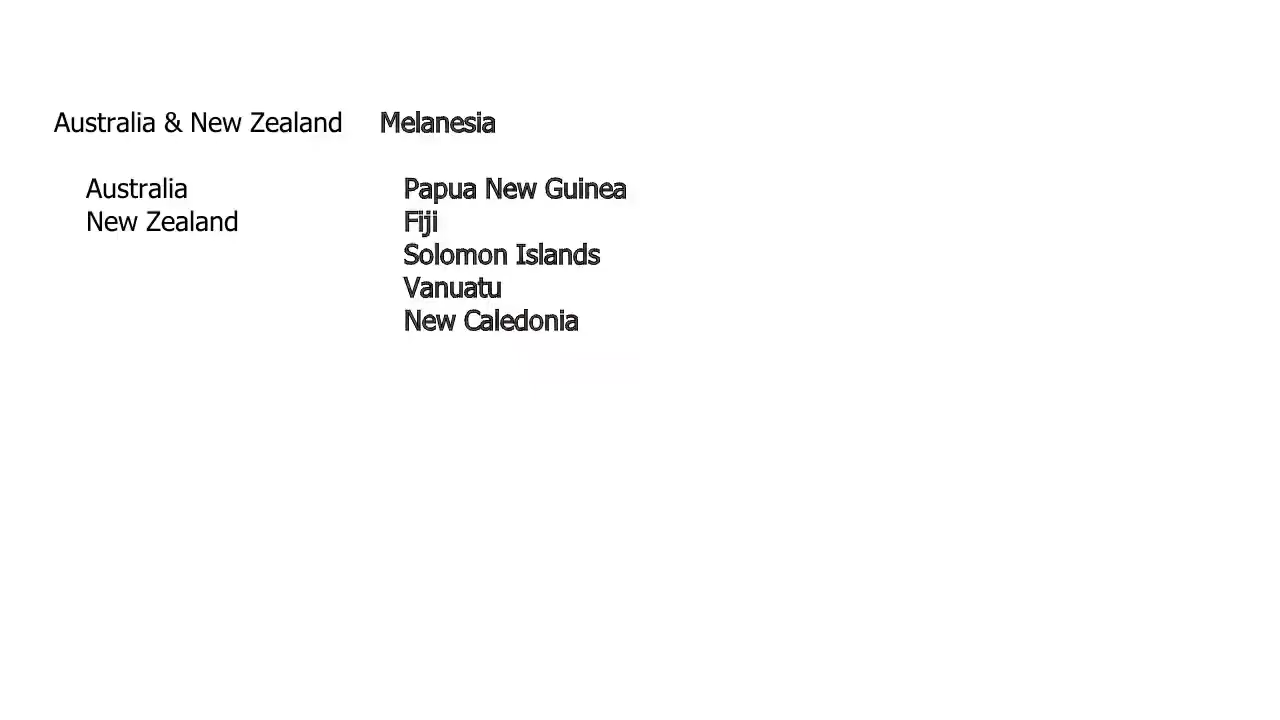 Australia & New Zealand
Australia
New Zealand
Melanesia
Papua New Guinea
Fiji
Solomon Islands
Vanuatu
New Caledonia